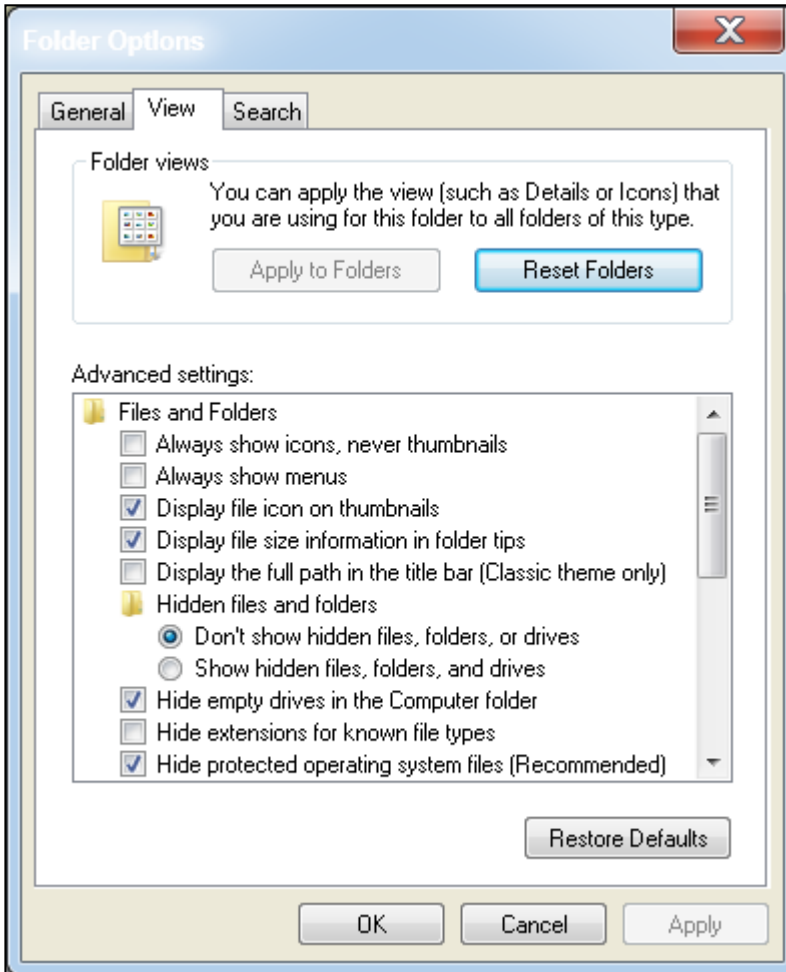 Folder Options
General View Search
Folder views
You can apply the view (such as Details or Icons) that
you are using for this folder to all folders of this type.
Apply to Folders Reset Folders
Advanced settings:
Files and Folders
Always show icons, never thumbnails
Always show menus
Display file icon on thumbnails
Display file size information in folder tips
Display the full path in the title bar (Classic theme only)
Hidden files and folders
Don't show hidden files, folders, or drives
Show hidden files, folders, and drives
Hide empty drives in the Computer folder
Hide extensions for known file types
Hide protected operating system files (Recommended)
Restore Defaults
OK Cancel Apply